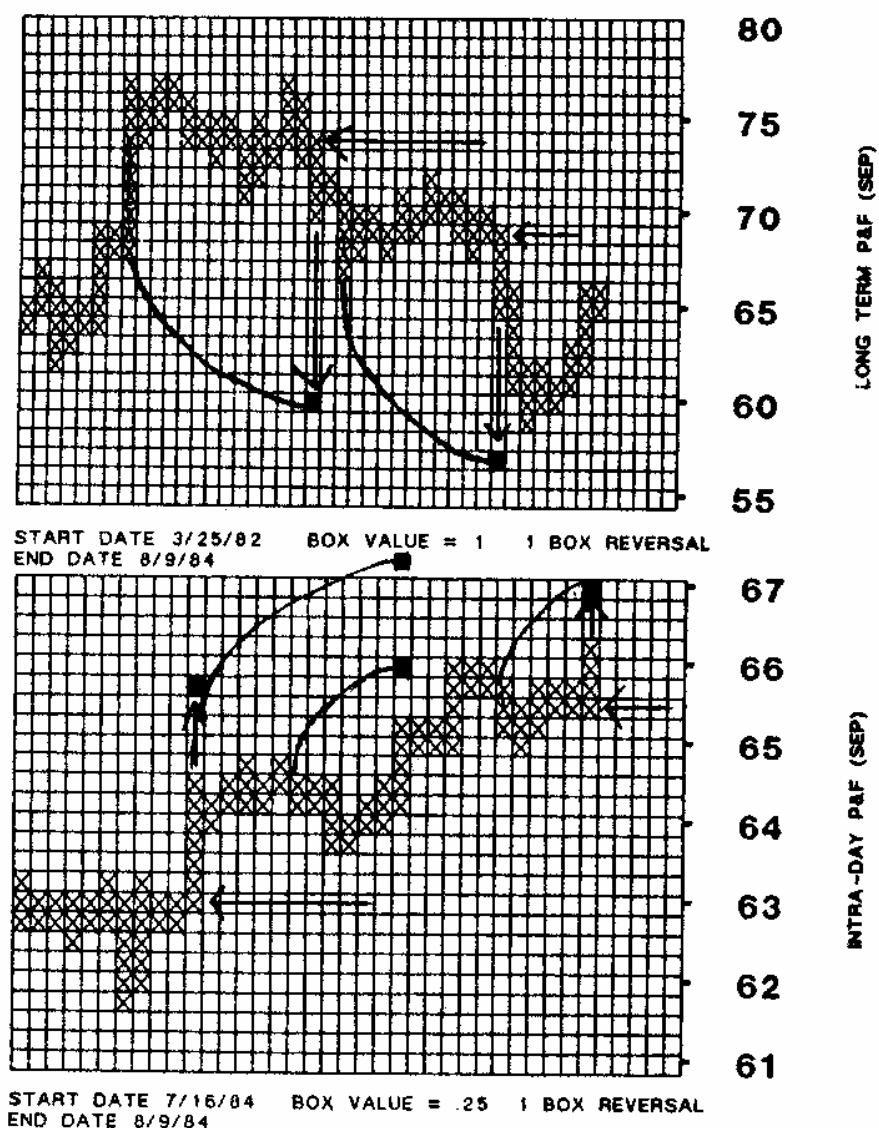 80
75
70
65
60
55
LONG TERM P&F (SEP)
START DATE 3/25/82 BOX VALUE = 1 1 BOX REVERSAL
END DATE 8/9/84
67
66
65
64
63
62
61
INTRA-DAY P&F (SEP)
START DATE 7/16/84 BOX VALUE = .25 1 BOX REVERSAL
END DATE 8/9/84